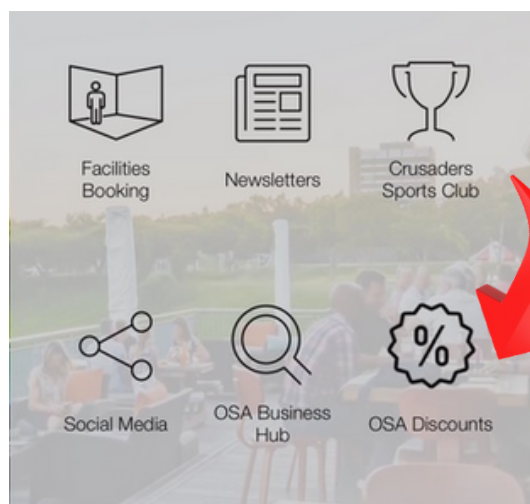 Facilities
Booking
Newsletters
Crusaders
Sports Club
Social Media
OSA Business
Hub
OSA Discounts
%